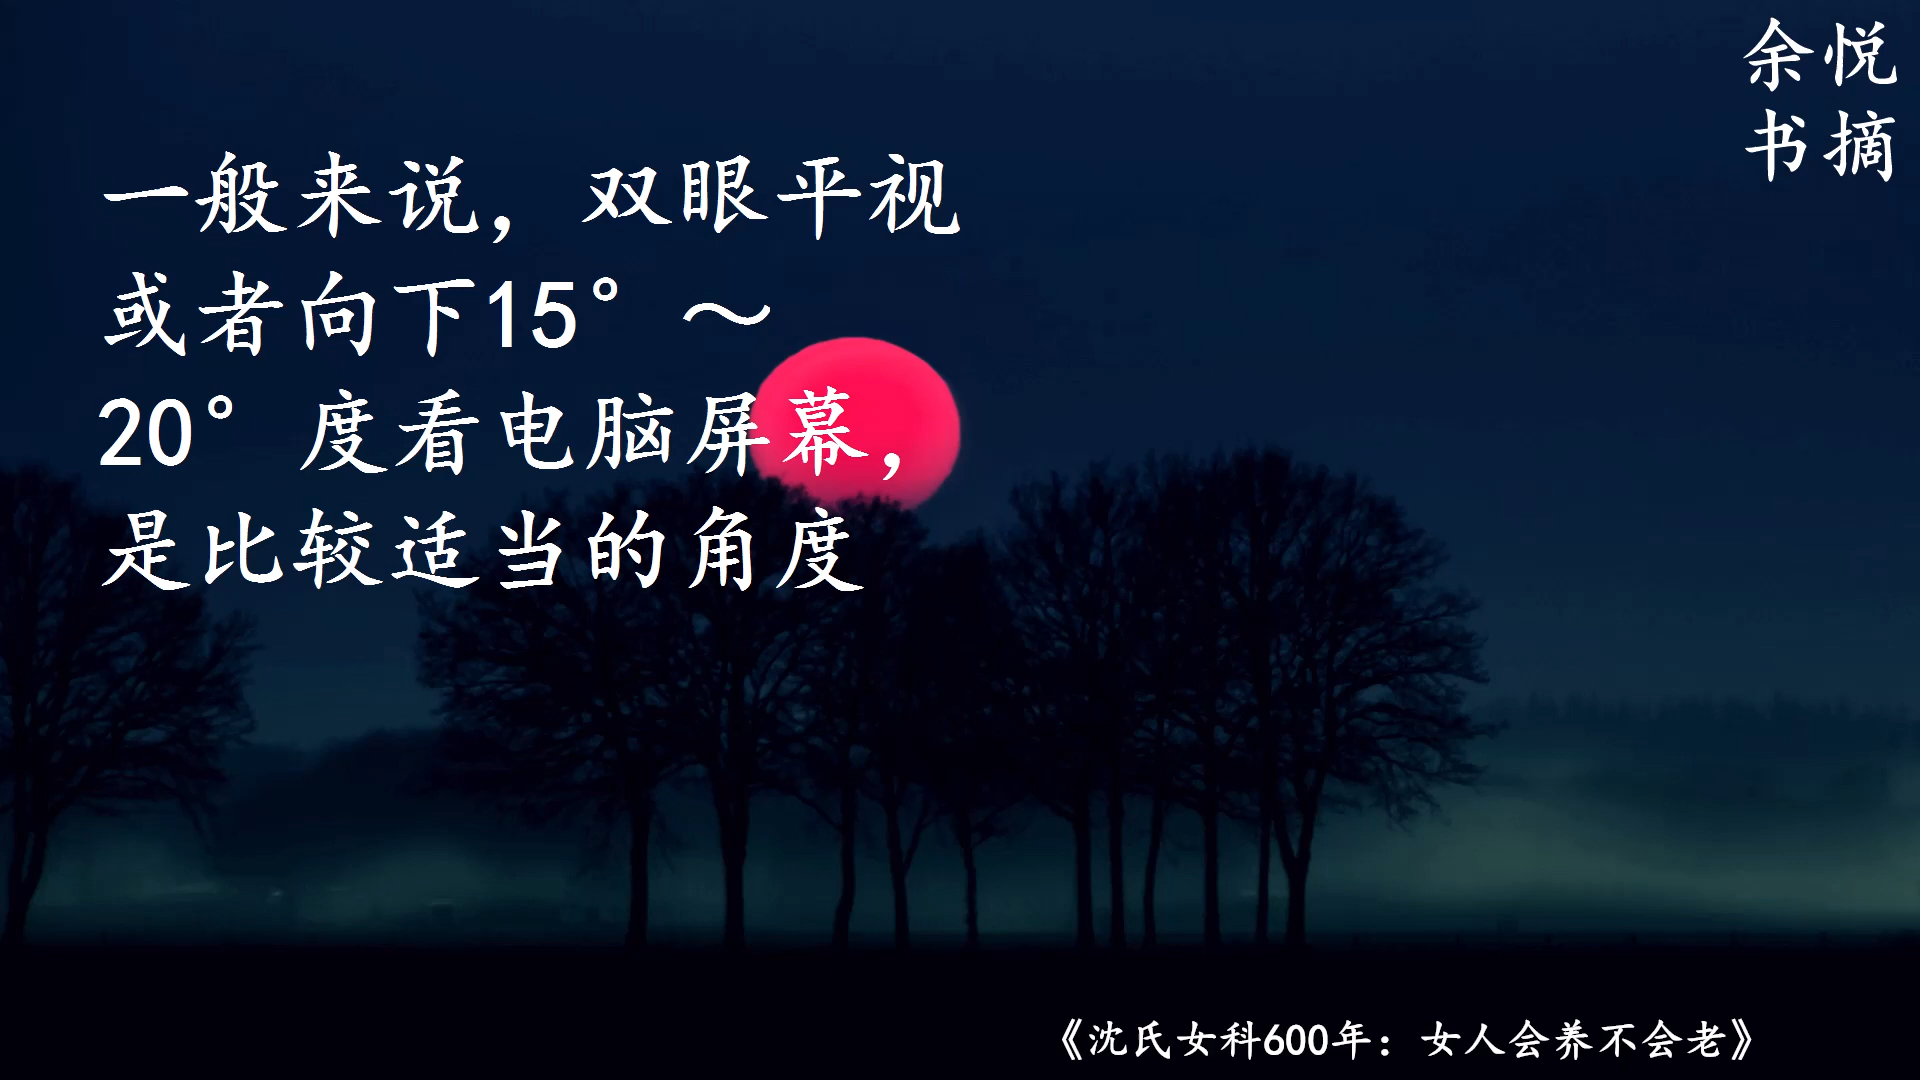 余悦
书摘
一般来说，双眼平视
或者向下15°～
20°度看电脑屏幕，
是比较适当的角度
《沈氏女科600年：女人会养不会老》